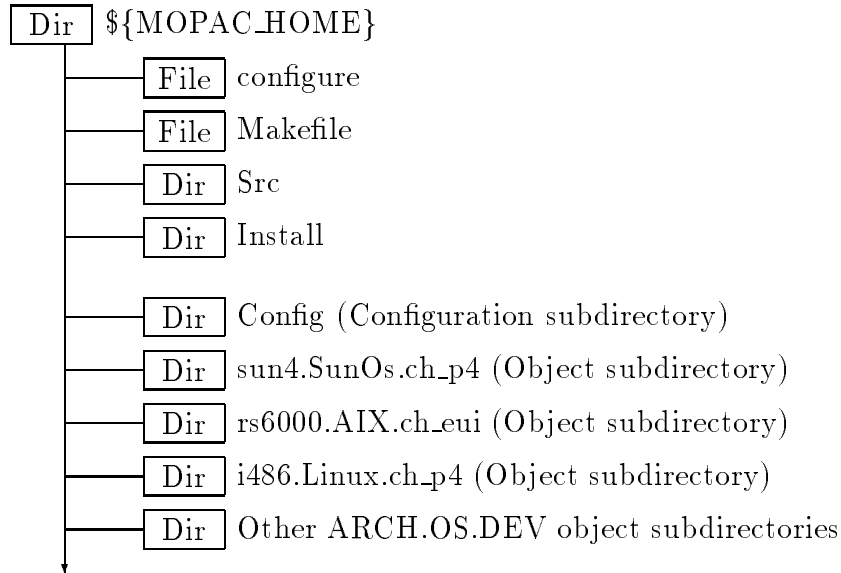 Dir ${MOPAC_HOME}
File configure
File Makefile
Dir Src
Dir Install
Dir Config (Configuration subdirectory)
Dir sun4.SunOs.ch_p4 (Object subdirectory)
Dir rs6000.AIX.ch_eui (Object subdirectory)
Dir i486.Linux.ch_p4 (Object subdirectory)
Dir Other ARCH.OS.DEV object subdirectories